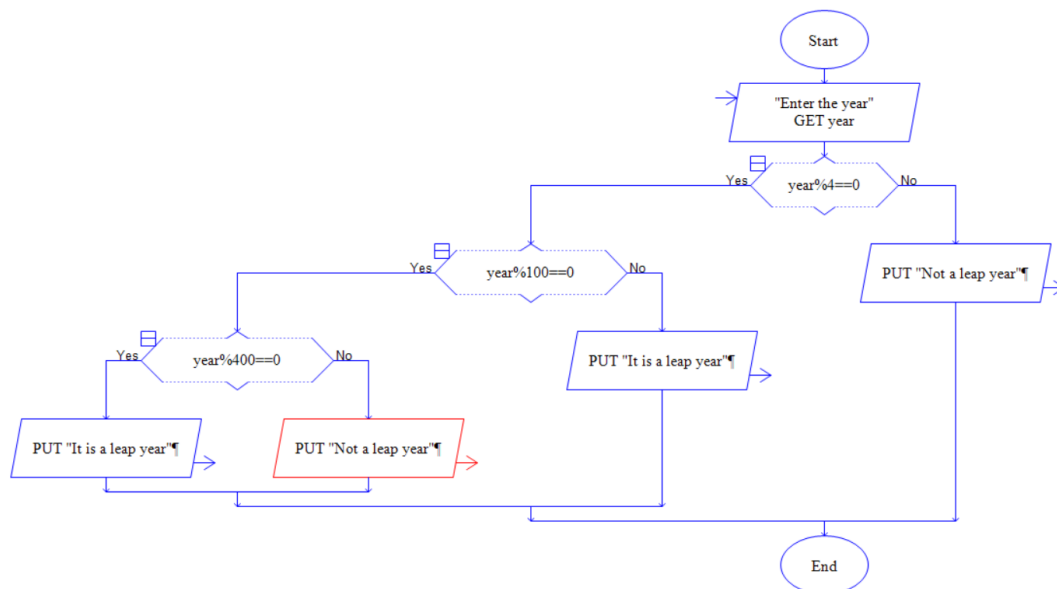 Start
"Enter the year"
GET year
Yes
year%4==0
No
Yes
year%100==0
No
PUT "Not a leap year"¶
Yes
year%400==0
No
PUT "It is a leap year"¶
PUT "It is a leap year"¶
PUT "Not a leap year"¶
End